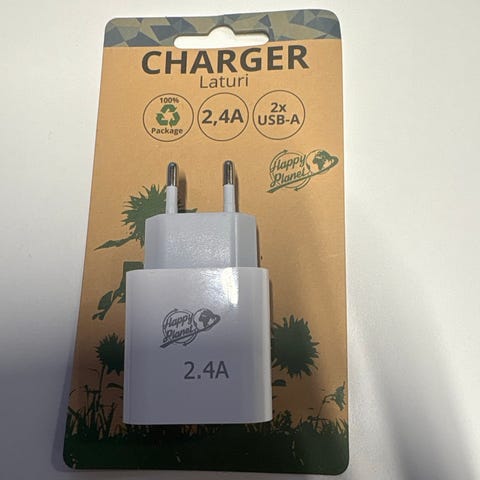 CHARGER
Laturi
100%
Package
2,4A
2x
USB-A
Happy
Planet
Happy
Planet
2.4A